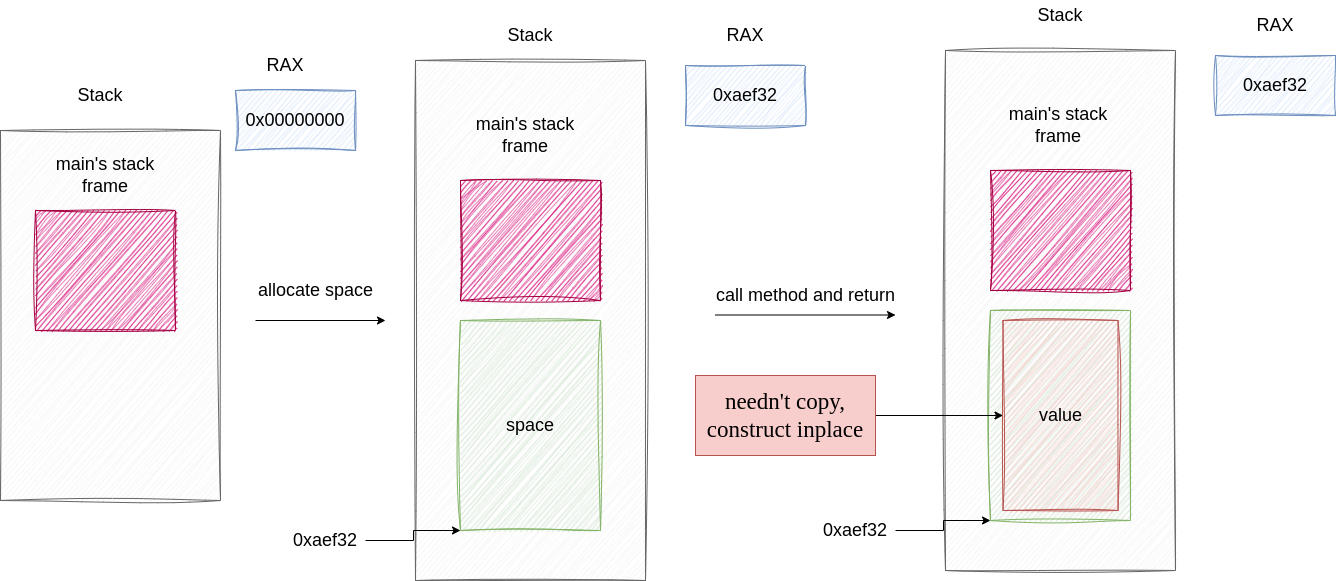 Stack
RAX
0x00000000
main's stack
frame
allocate space
Stack
RAX
0xaef32
main's stack
frame
space
0xaef32
call method and return
needn't copy,
construct inplace
Stack
RAX
0xaef32
main's stack
frame
value
0xaef32